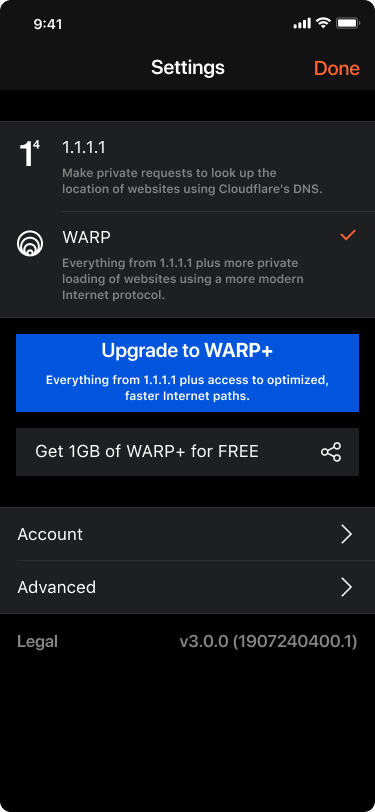 9:41
Settings
Done
1⁴
1.1.1.1
Make private requests to look up the
location of websites using Cloudflare's DNS.
WARP
Everything from 1.1.1.1 plus more private
loading of websites using a more modern
Internet protocol.
Upgrade to WARP+
Everything from 1.1.1.1 plus access to optimized,
faster Internet paths.
Get 1GB of WARP+ for FREE
Account
Advanced
Legal
v3.0.0 (1907240400.1)